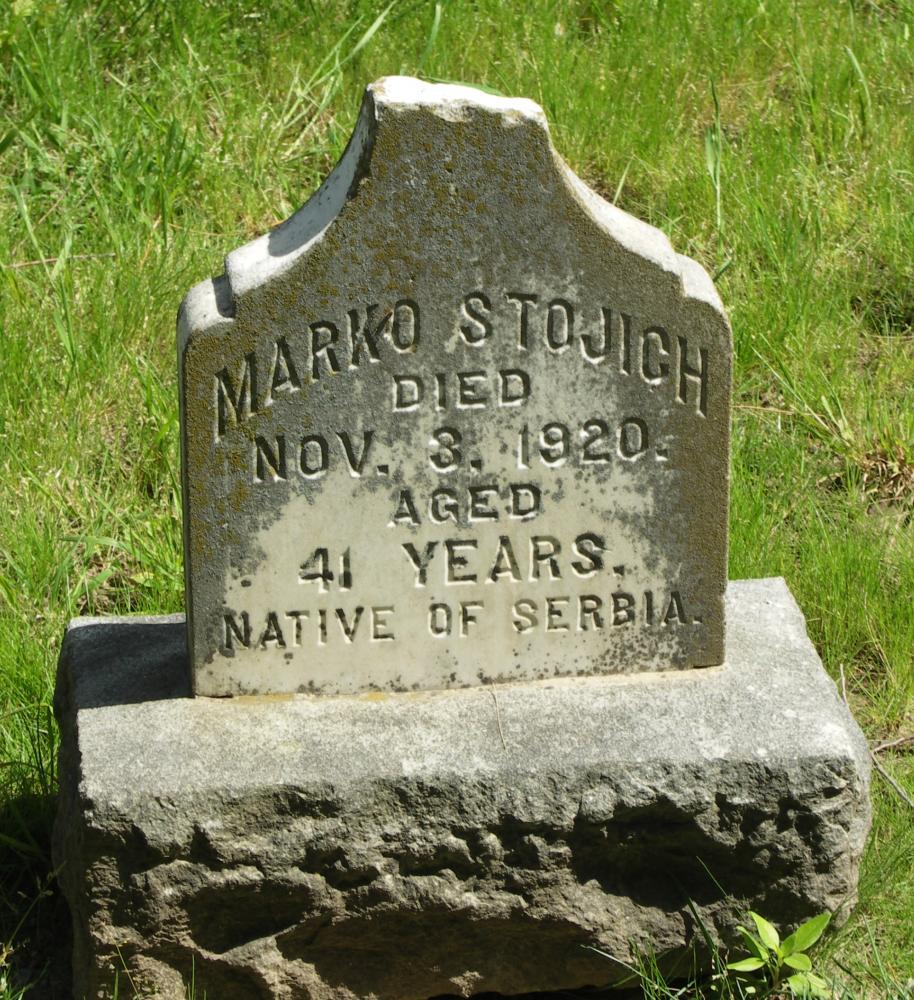 MARKO STOJICH
DIED
NOV. 3. 1920.
AGED
41 YEARS.
NATIVE OF SERBIA.